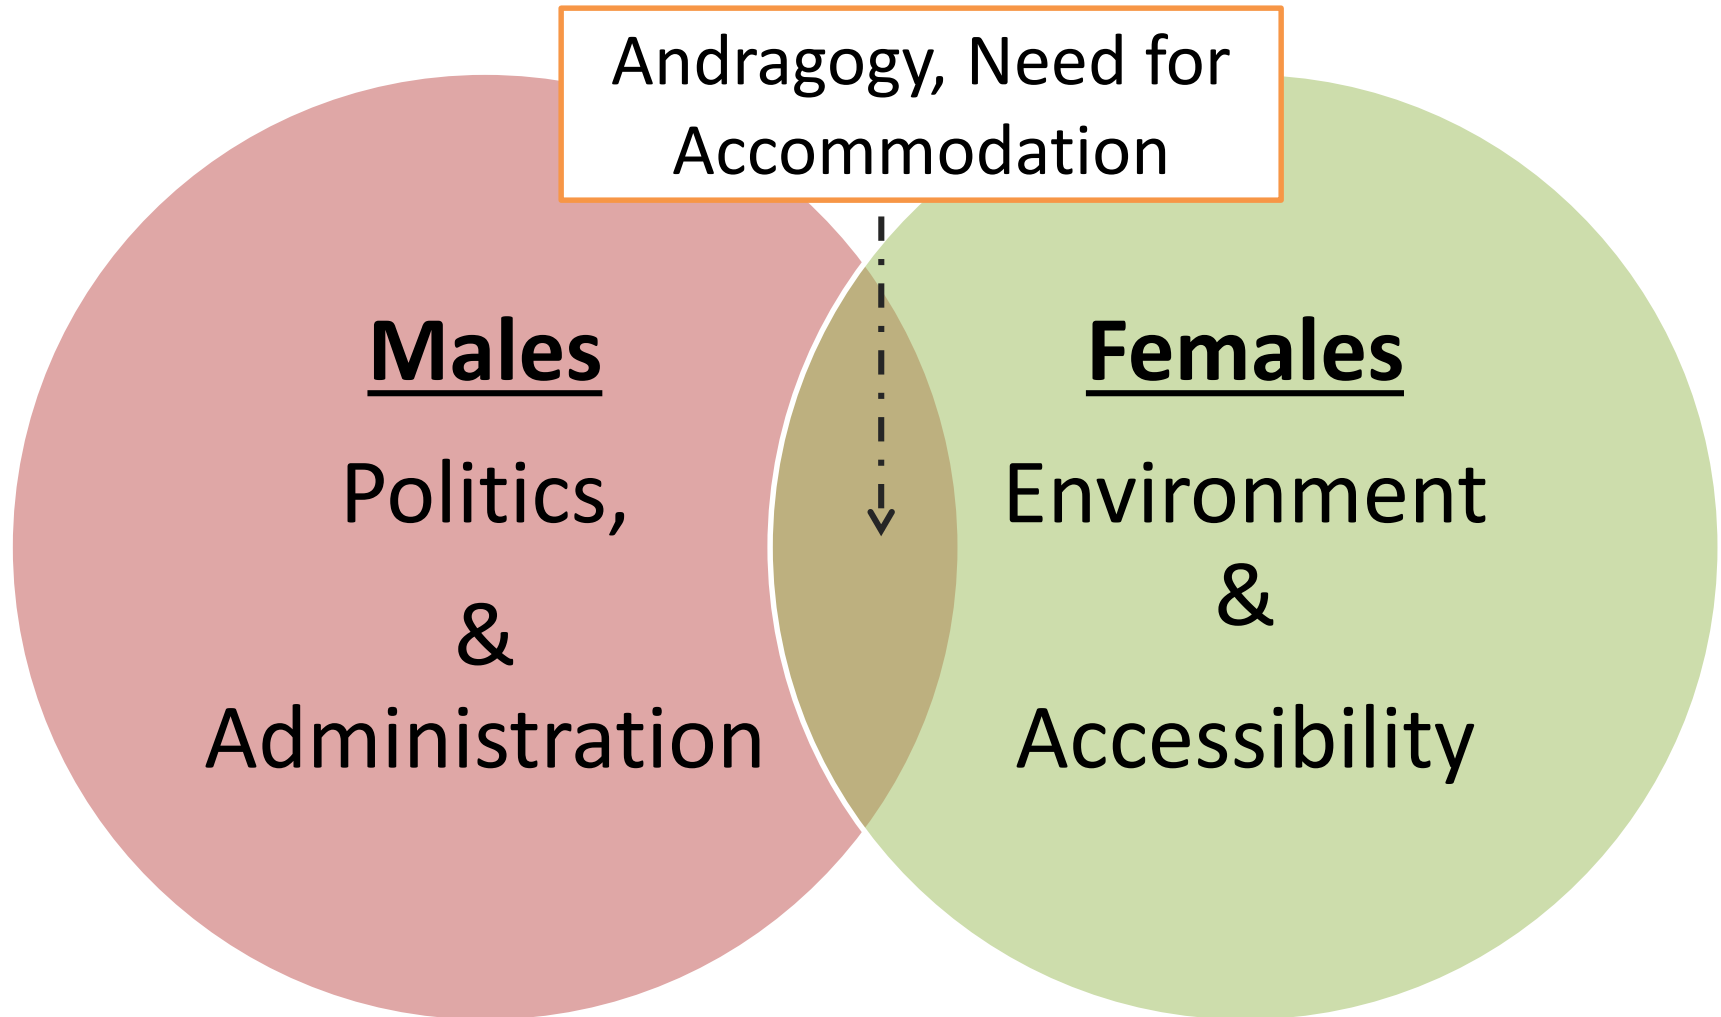 Andragogy, Need for
Accommodation
Males
Politics,
&
Administration
Females
Environment
&
Accessibility